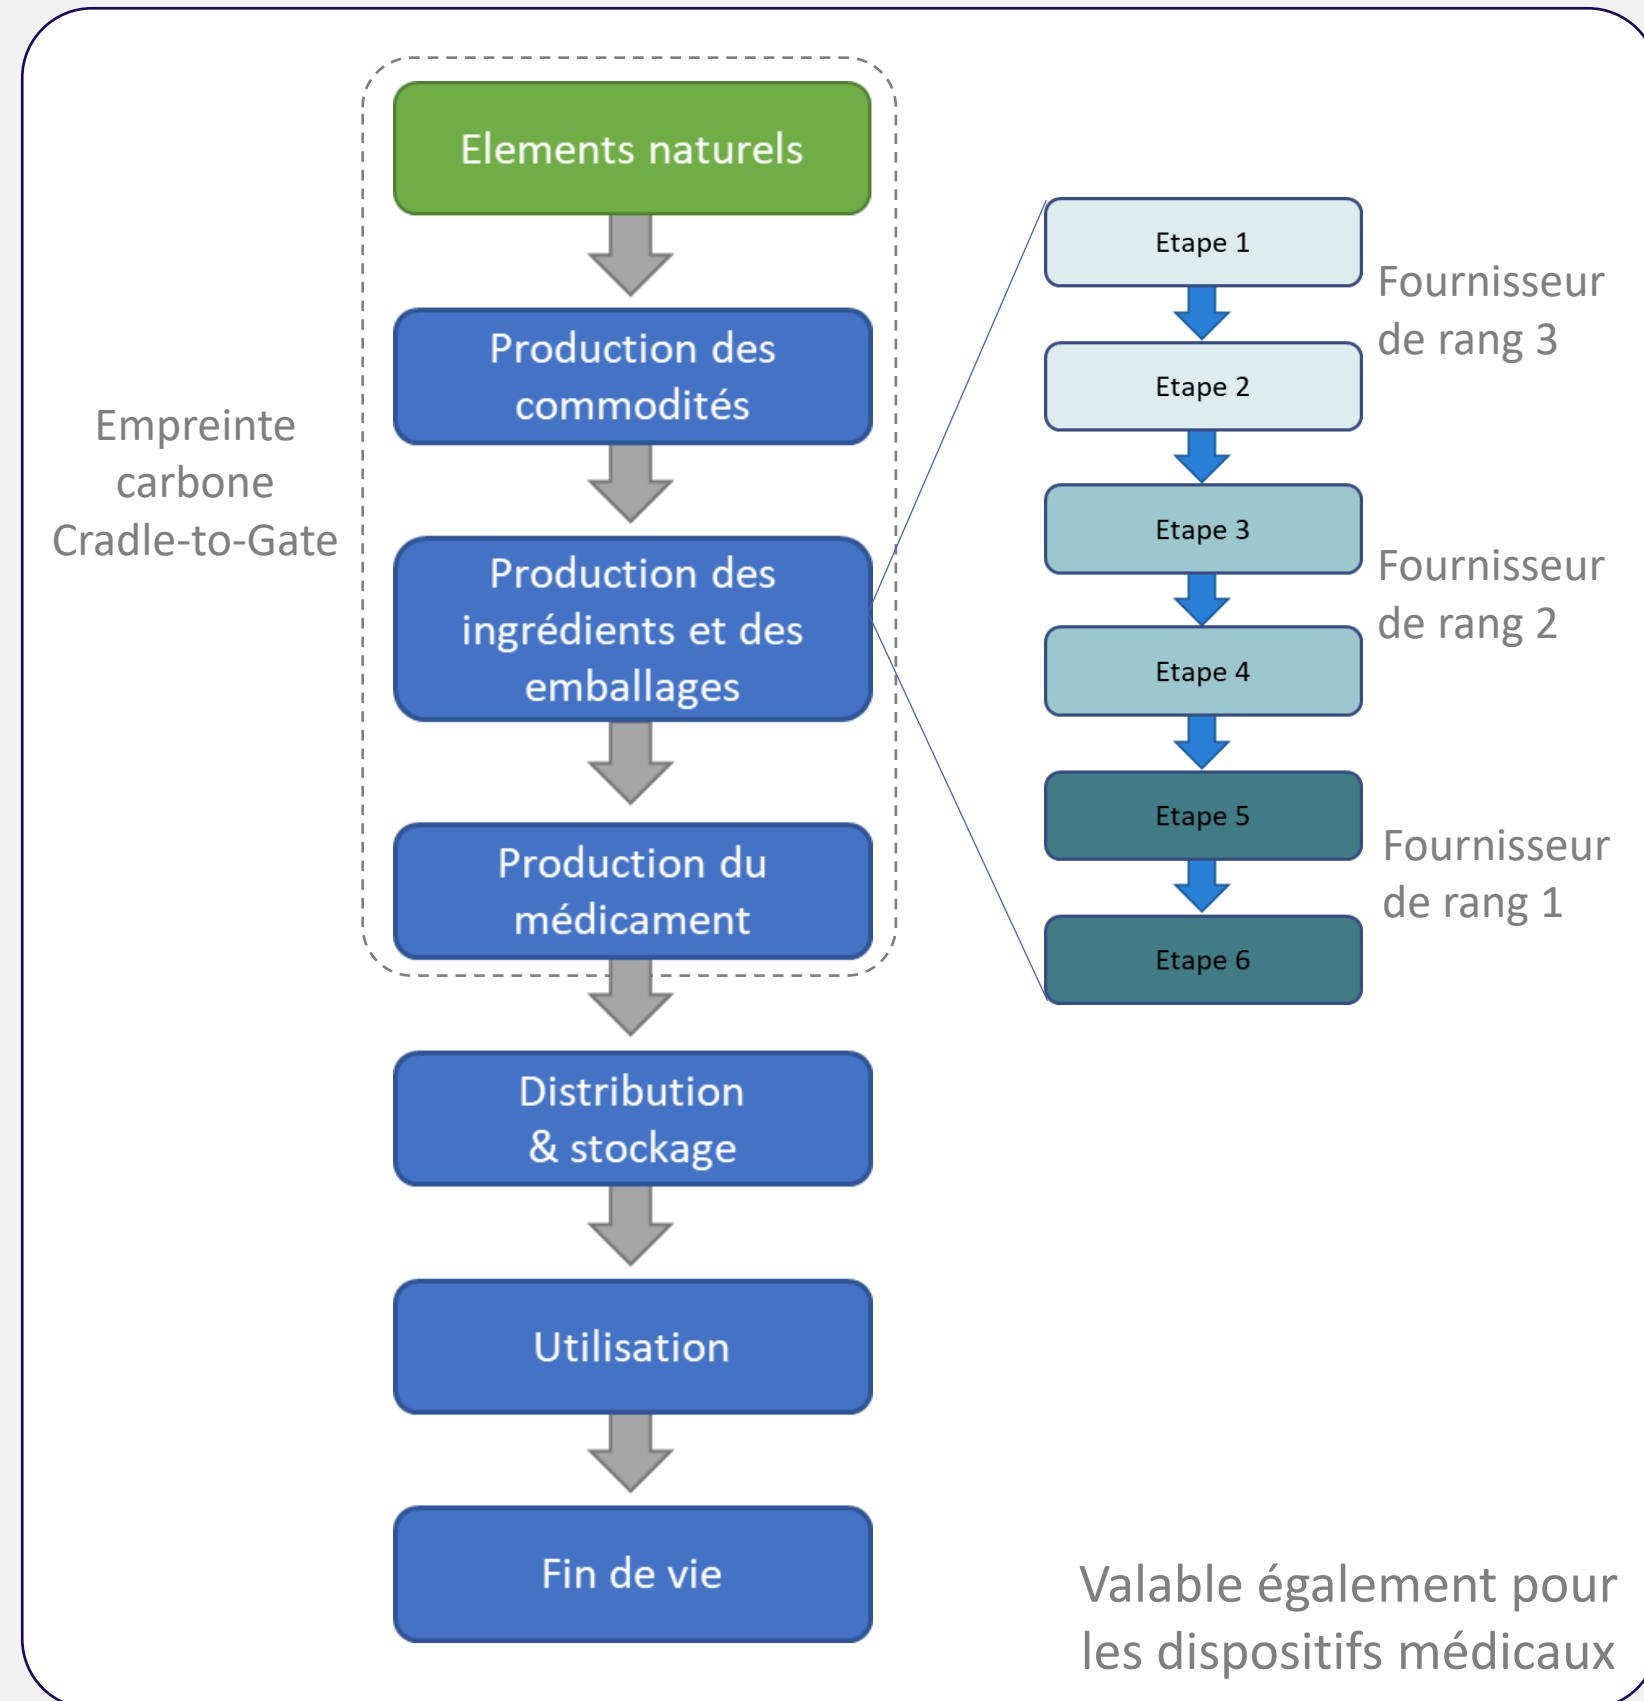 Elements naturels
Production des
commodités
Empreinte
carbone
Cradle-to-Gate
Production des
ingrédients et des
emballages
Production du
médicament
Distribution
& stockage
Utilisation
Fin de vie
Etape 1
Etape 2
Fournisseur
de rang 3
Etape 3
Etape 4
Fournisseur
de rang 2
Etape 5
Etape 6
Fournisseur
de rang 1
Valable également pour
les dispositifs médicaux